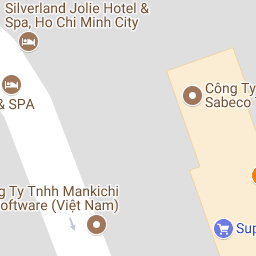 Silverland Jolie Hotel &
Spa, Ho Chi Minh City
& SPA
Công Ty
Sabeco
g Ty Tnhh Mankichi
oftware (Việt Nam)
Sup